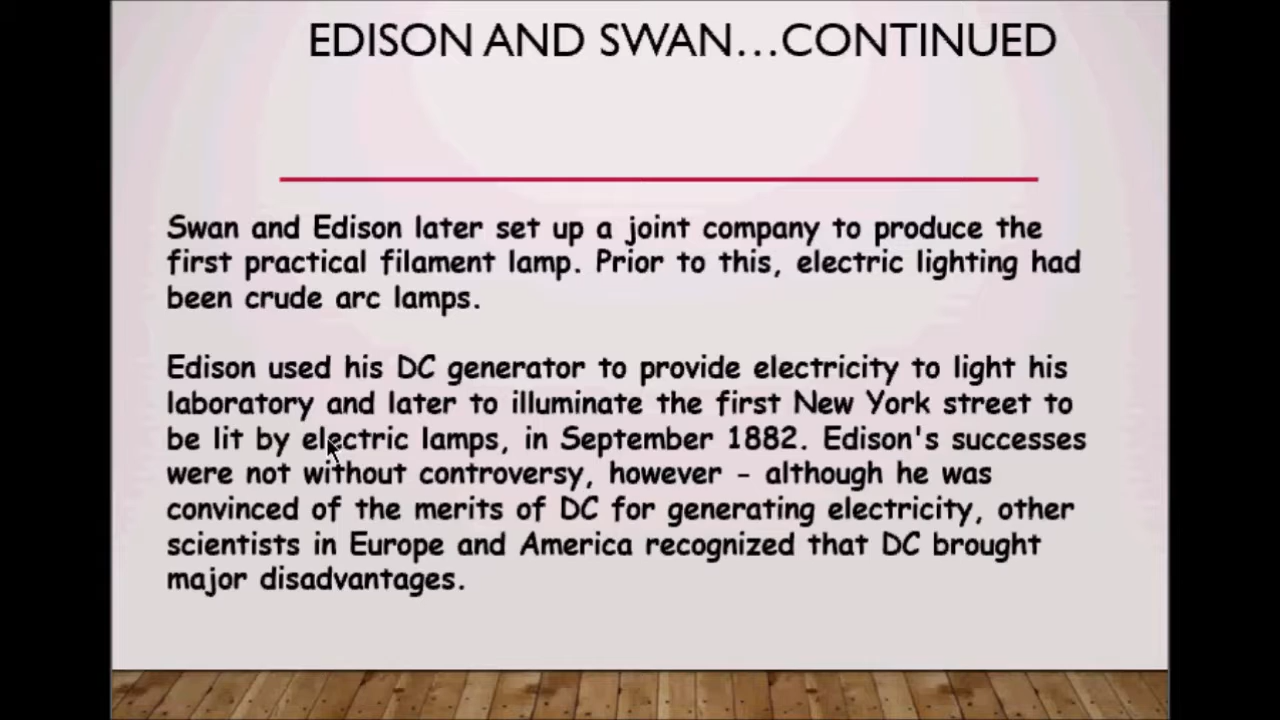 EDISON AND SWAN...CONTINUED
Swan and Edison later set up a joint company to produce the
first practical filament lamp. Prior to this, electric lighting had
been crude arc lamps.
Edison used his DC generator to provide electricity to light his
laboratory and later to illuminate the first New York street to
be lit by electric lamps, in September 1882. Edison's successes
were not without controversy, however - although he was
convinced of the merits of DC for generating electricity, other
scientists in Europe and America recognized that DC brought
major disadvantages.